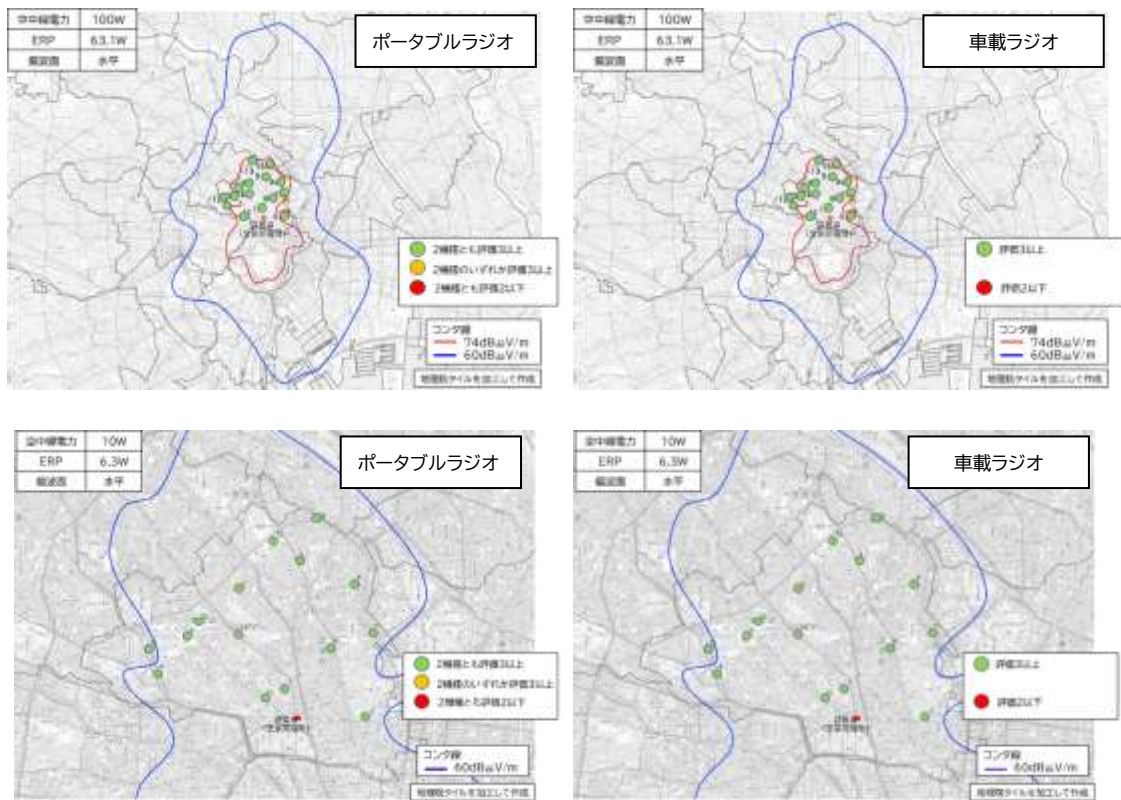 空中線電力 100W
ERP 63.1W
偏波面 水平
ポータブルラジオ
2機種とも評価3以上
2機種のいずれか評価3以上
2機種とも評価2以下
コンタ線
74dBμV/m
60dBμV/m
地理院タイルを加工して作成
空中線電力 100W
ERP 63.1W
偏波面 水平
車載ラジオ
評価3以上
評価2以下
コンタ線
74dBμV/m
60dBμV/m
地理院タイルを加工して作成
空中線電力 10W
ERP 6.3W
偏波面 水平
ポータブルラジオ
2機種とも評価3以上
2機種のいずれか評価3以上
2機種とも評価2以下
コンタ線
60dBμV/m
地理院タイルを加工して作成
空中線電力 10W
ERP 6.3W
偏波面 水平
車載ラジオ
評価3以上
評価2以下
コンタ線
60dBμV/m
地理院タイルを加工して作成